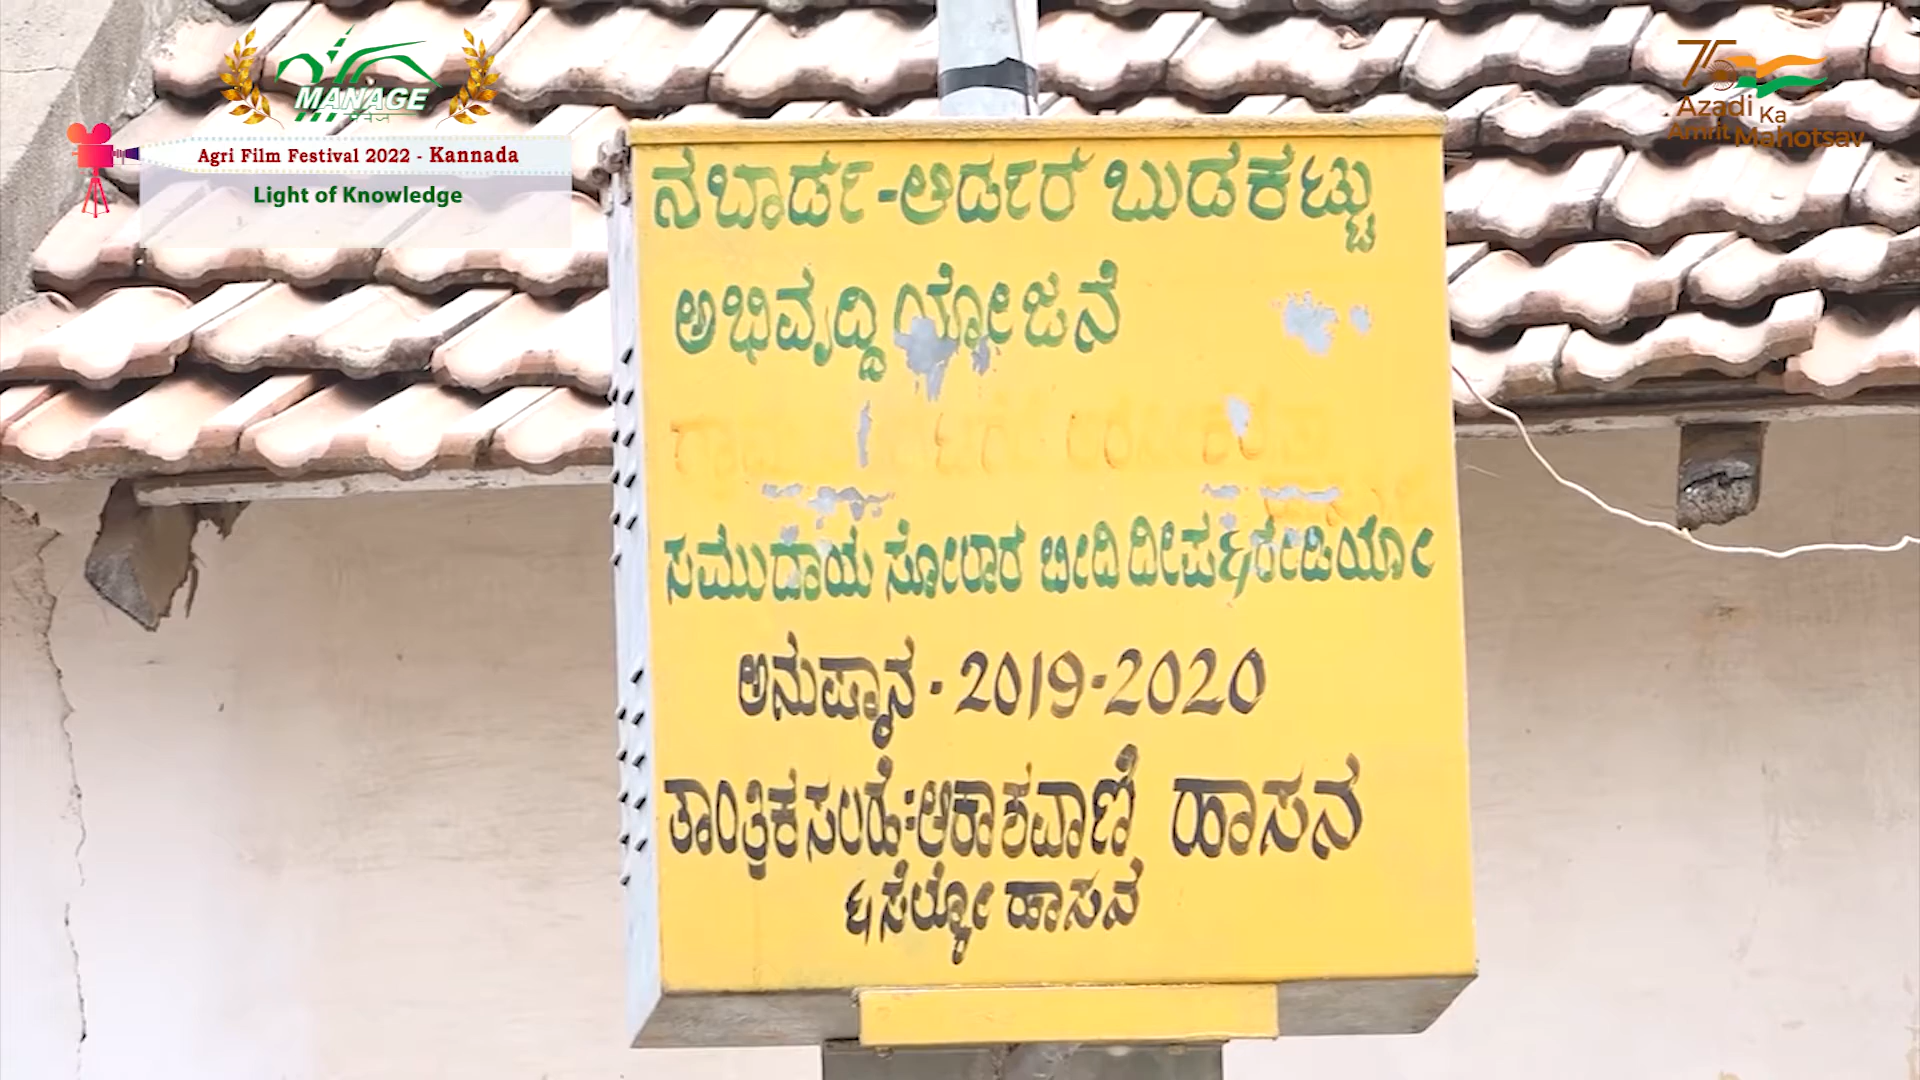 MANAGE
Agri Film Festival 2022 - Kannada
Light of Knowledge
75
Azadi Ka
Amrit Mahotsav
ನಬಾರ್ಡ್-ಆರ್ಡರ್ ಬುಡಕಟ್ಟು
ಅಭಿವೃದ್ಧಿ ಯೋಜನೆ
ಸಮುದಾಯ ಸೋಲಾರ ಬೀದಿ ದೀಪ & ರೇಡಿಯೋ
ಅನುಷ್ಠಾನ - 2019-2020
ತಾಂತ್ರಿಕ ಸಲಹೆ:-ಆಕಾಶವಾಣಿ ಹಾಸನ
& ಸೆಲ್ಕೋ ಹಾಸನ